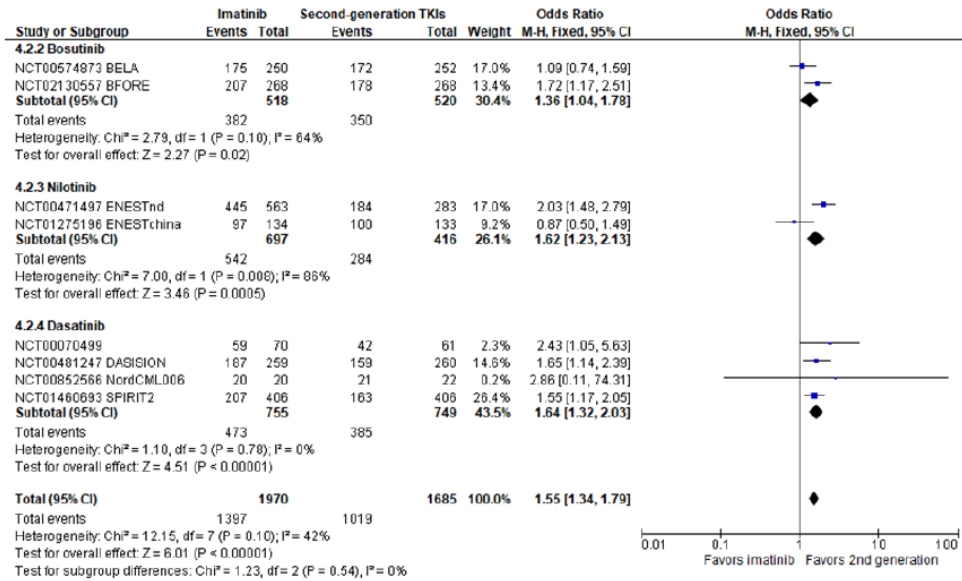 Imatinib Second-generation TKIs Odds Ratio Odds Ratio
Study or Subgroup Events Total Events Total Weight M-H, Fixed, 95% CI M-H, Fixed, 95% CI
4.2.2 Bosutinib
NCT00574873 BELA 175 250 172 252 17.0% 1.09 [0.74, 1.59]
NCT02130557 BFORE 207 268 178 268 13.4% 1.72 [1.17, 2.51]
Subtotal (95% CI) 518 520 30.4% 1.36 [1.04, 1.78]
Total events 382 350
Heterogeneity: Chi² = 2.79, df = 1 (P = 0.10); I² = 64%
Test for overall effect: Z = 2.27 (P = 0.02)
4.2.3 Nilotinib
NCT00471497 ENESTnd 445 563 184 283 17.0% 2.03 [1.48, 2.79]
NCT01275196 ENESTchina 97 134 100 133 9.2% 0.87 [0.50, 1.49]
Subtotal (95% CI) 697 416 26.1% 1.62 [1.23, 2.13]
Total events 542 284
Heterogeneity: Chi² = 7.00, df = 1 (P = 0.008); I² = 86%
Test for overall effect: Z = 3.46 (P = 0.0005)
4.2.4 Dasatinib
NCT00070499 59 70 42 61 2.3% 2.43 [1.05, 5.63]
NCT00481247 DASISION 187 259 159 260 14.6% 1.65 [1.14, 2.39]
NCT00852566 NordCML006 20 20 21 22 0.2% 2.86 [0.11, 74.31]
NCT01460693 SPIRIT2 207 406 163 406 26.4% 1.55 [1.17, 2.05]
Subtotal (95% CI) 755 749 43.5% 1.64 [1.32, 2.03]
Total events 473 385
Heterogeneity: Chi² = 1.10, df = 3 (P = 0.78); I² = 0%
Test for overall effect: Z = 4.51 (P < 0.00001)
Total (95% CI) 1970 1685 100.0% 1.55 [1.34, 1.79]
Total events 1397 1019
Heterogeneity: Chi² = 12.15, df = 7 (P = 0.10); I² = 42%
Test for overall effect: Z = 6.01 (P < 0.00001)
Test for subgroup differences: Chi² = 1.23, df = 2 (P = 0.54), I² = 0%
0.01 0.1 1 10 100
Favors imatinib Favors 2nd generation